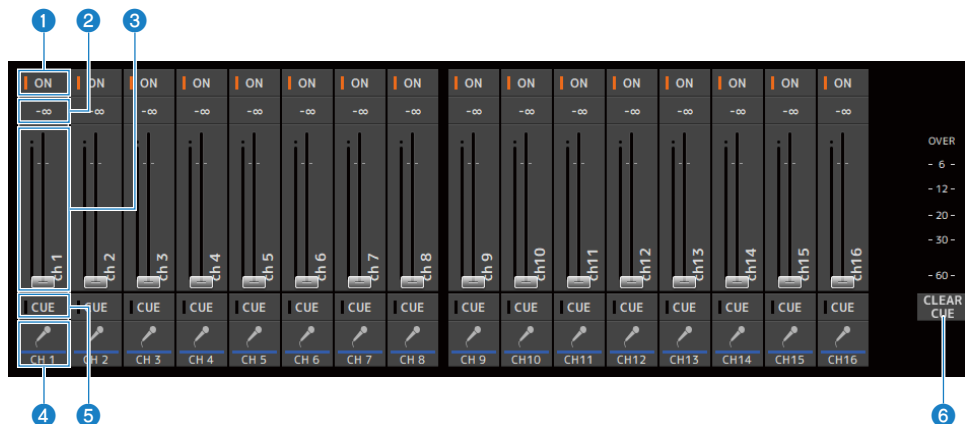 1 2 3
ON ON ON ON ON ON ON ON ON ON ON ON ON ON ON ON
-∞ -∞ -∞ -∞ -∞ -∞ -∞ -∞ -∞ -∞ -∞ -∞ -∞ -∞ -∞ -∞
OVER
- 6 -
- 12 -
- 20 -
- 30 -
- 60 -
ch 1 ch 2 ch 3 ch 4 ch 5 ch 6 ch 7 ch 8 ch 9 ch10 ch11 ch12 ch13 ch14 ch15 ch16
CUE CUE CUE CUE CUE CUE CUE CUE CUE CUE CUE CUE CUE CUE CUE CUE
CLEAR
CUE
CH 1 CH 2 CH 3 CH 4 CH 5 CH 6 CH 7 CH 8 CH 9 CH10 CH11 CH12 CH13 CH14 CH15 CH16
4 5 6